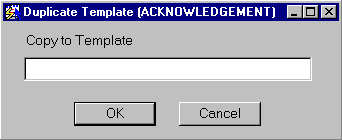 Duplicate Template (ACKNOWLEDGEMENT)
Copy to Template
OK
Cancel